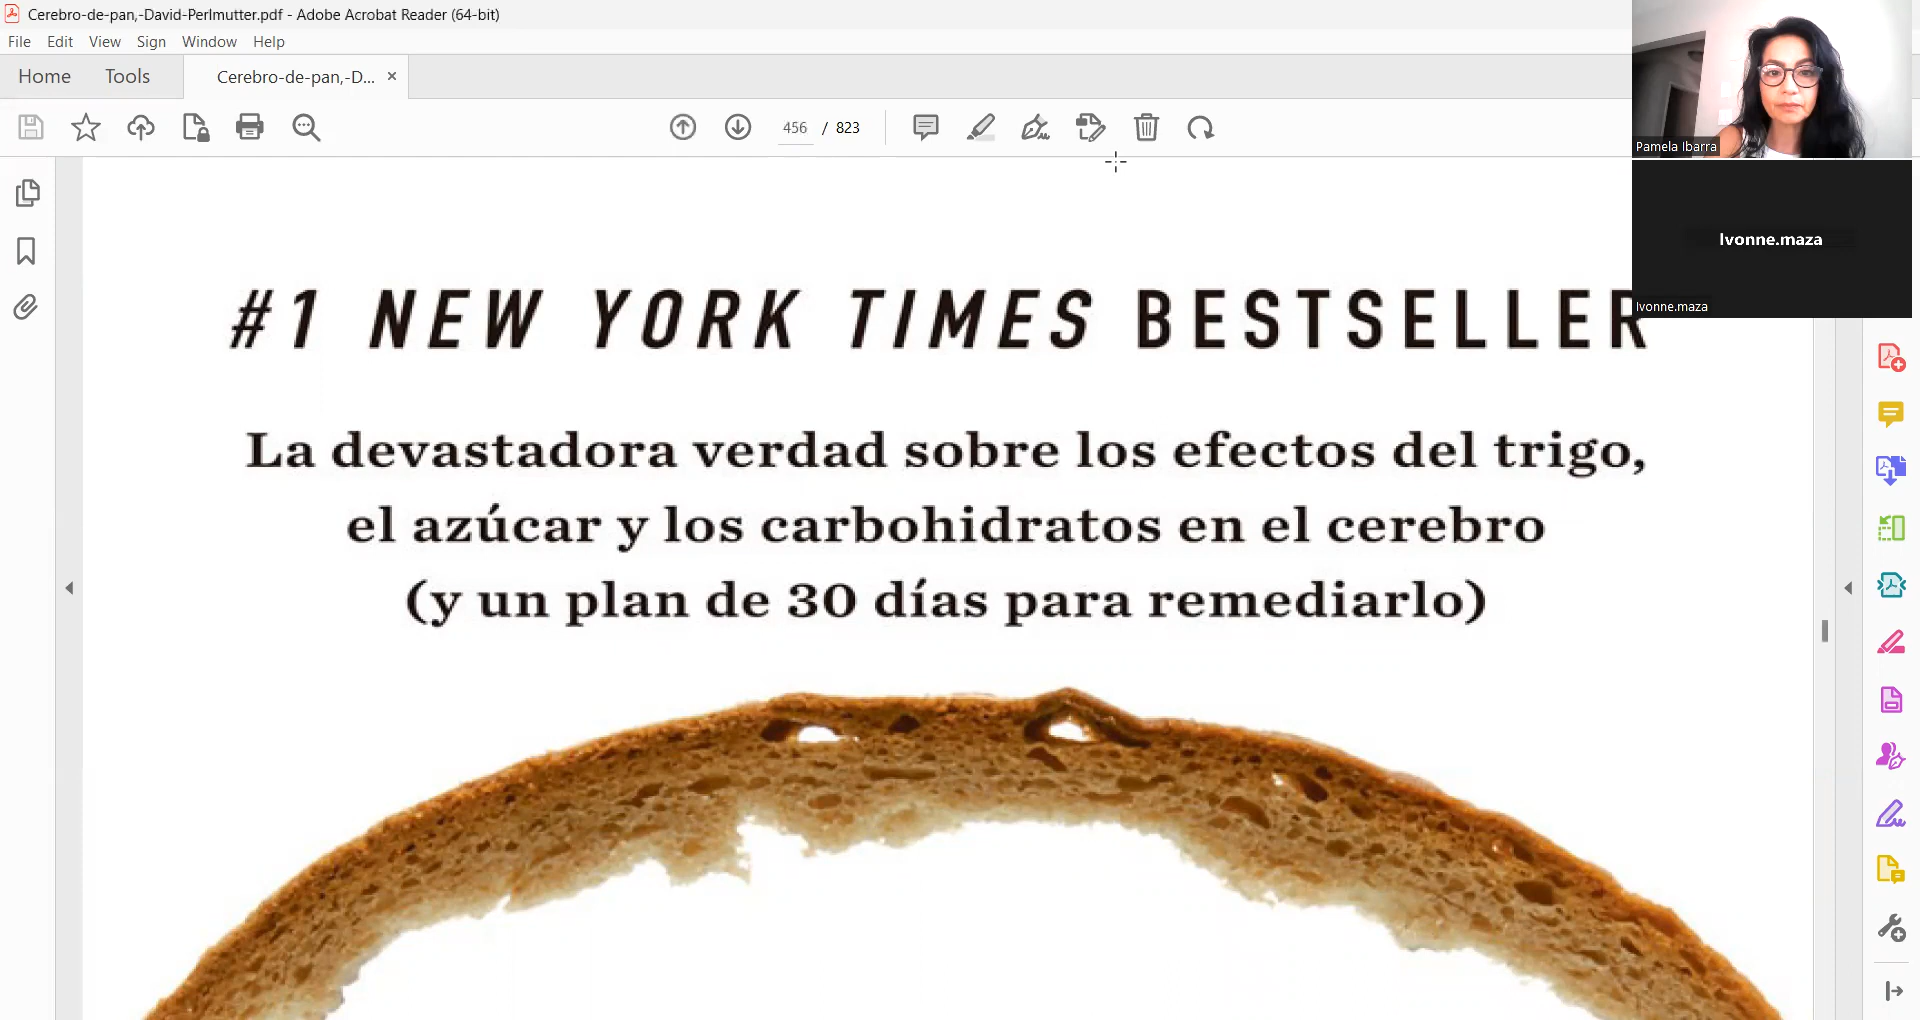 Cerebro-de-pan,-David-Perlmutter.pdf - Adobe Acrobat Reader (64-bit)
File Edit View Sign Window Help
Home Tools Cerebro-de-pan,-D... ×
456 / 823
Pamela Ibarra
Ivonne.maza
Ivonne.maza
#1 NEW YORK TIMES BESTSELLER
La devastadora verdad sobre los efectos del trigo,
el azúcar y los carbohidratos en el cerebro
(y un plan de 30 días para remediarlo)